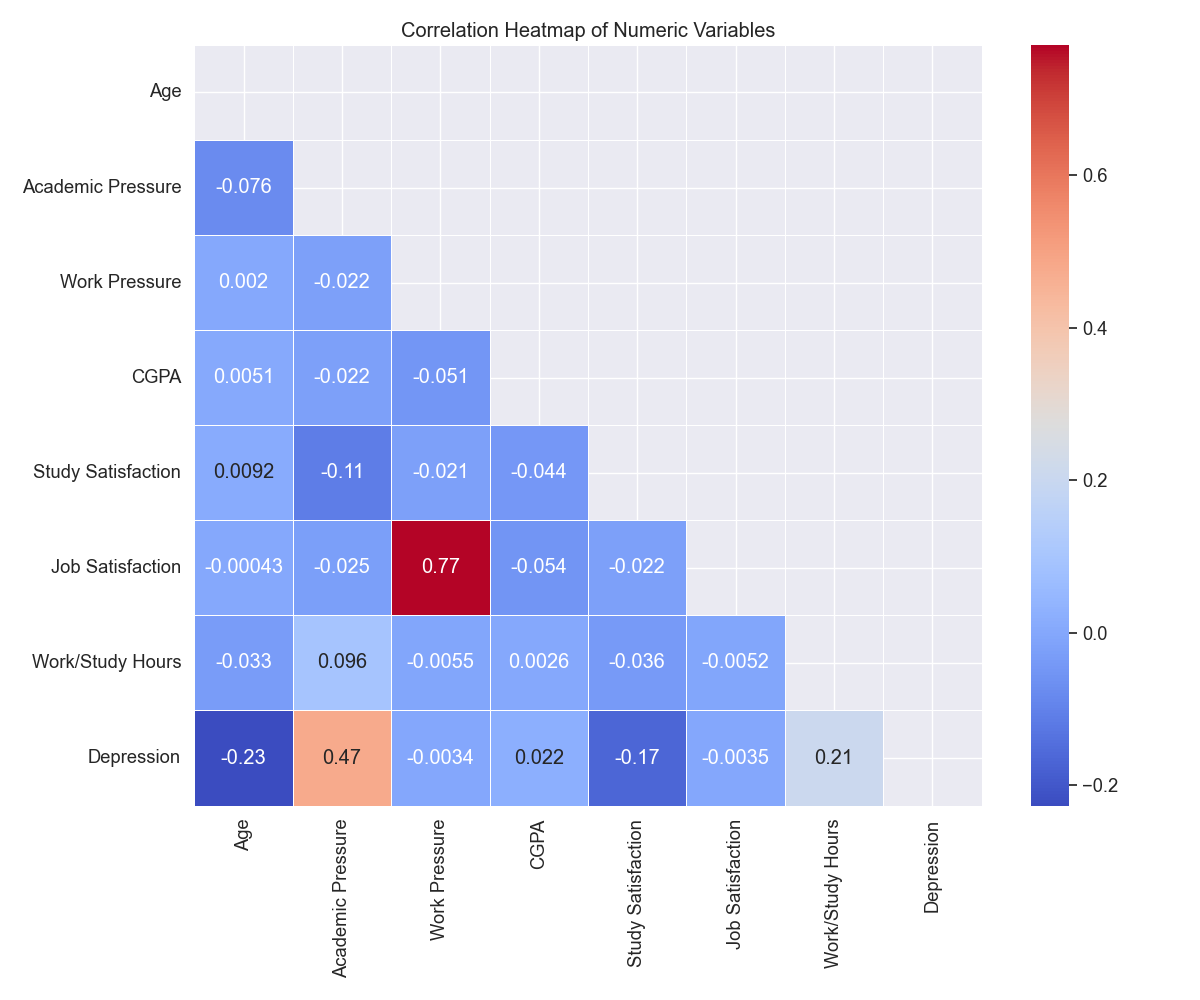 Correlation Heatmap of Numeric Variables
Age
Academic Pressure -0.076
Work Pressure 0.002 -0.022
CGPA 0.0051 -0.022 -0.051
Study Satisfaction 0.0092 -0.11 -0.021 -0.044
Job Satisfaction -0.00043 -0.025 0.77 -0.054 -0.022
Work/Study Hours -0.033 0.096 -0.0055 0.0026 -0.036 -0.0052
Depression -0.23 0.47 -0.0034 0.022 -0.17 -0.0035 0.21
Age
Academic Pressure
Work Pressure
CGPA
Study Satisfaction
Job Satisfaction
Work/Study Hours
Depression
0.6
0.4
0.2
0.0
−0.2